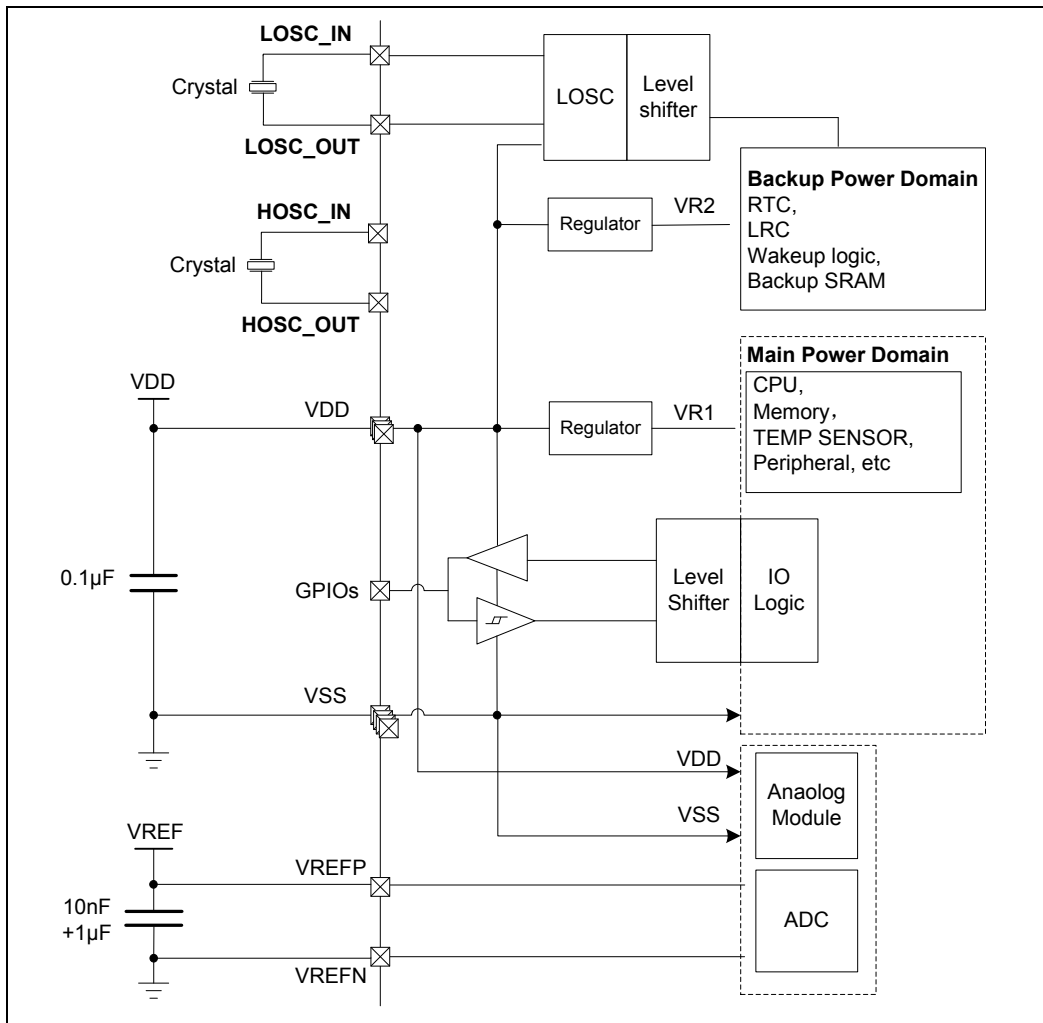 LOSC_IN
Crystal
LOSC_OUT
LOSC
Level
shifter
HOSC_IN
Crystal
HOSC_OUT
Regulator
VR2
Backup Power Domain
RTC,
LRC
Wakeup logic,
Backup SRAM
Main Power Domain
CPU,
Memory，
TEMP SENSOR,
Peripheral, etc
VDD
VDD
Regulator
VR1
0.1µF
GPIOs
Level
Shifter
IO
Logic
VSS
VDD
VSS
Anaolog
Module
VREF
VREFP
10nF
+1µF
VREFN
ADC